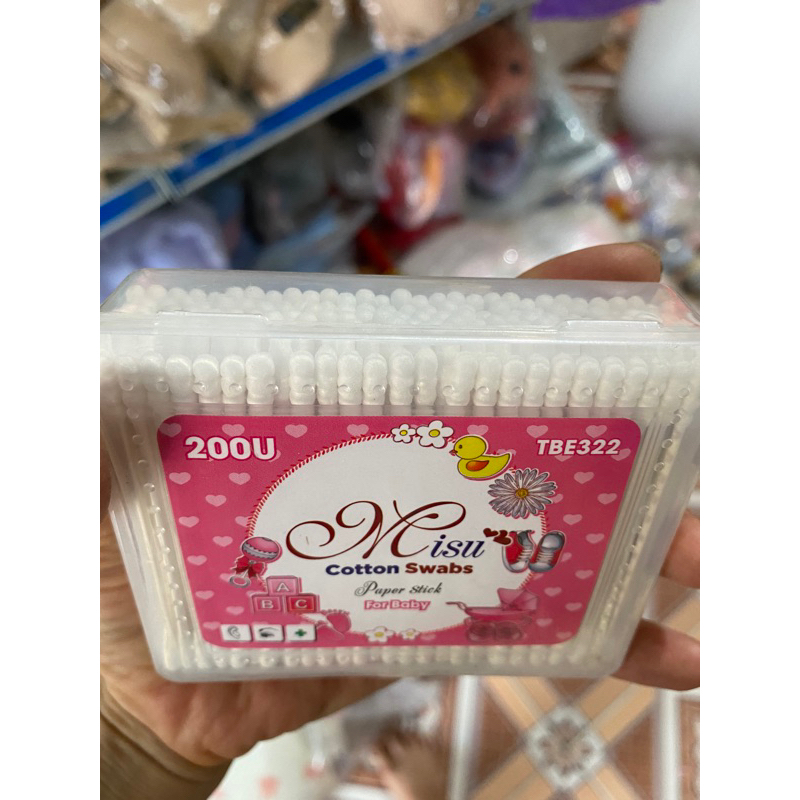 200U
TBE322
Misu
Cotton Swabs
Paper Stick
For Baby
A
B C